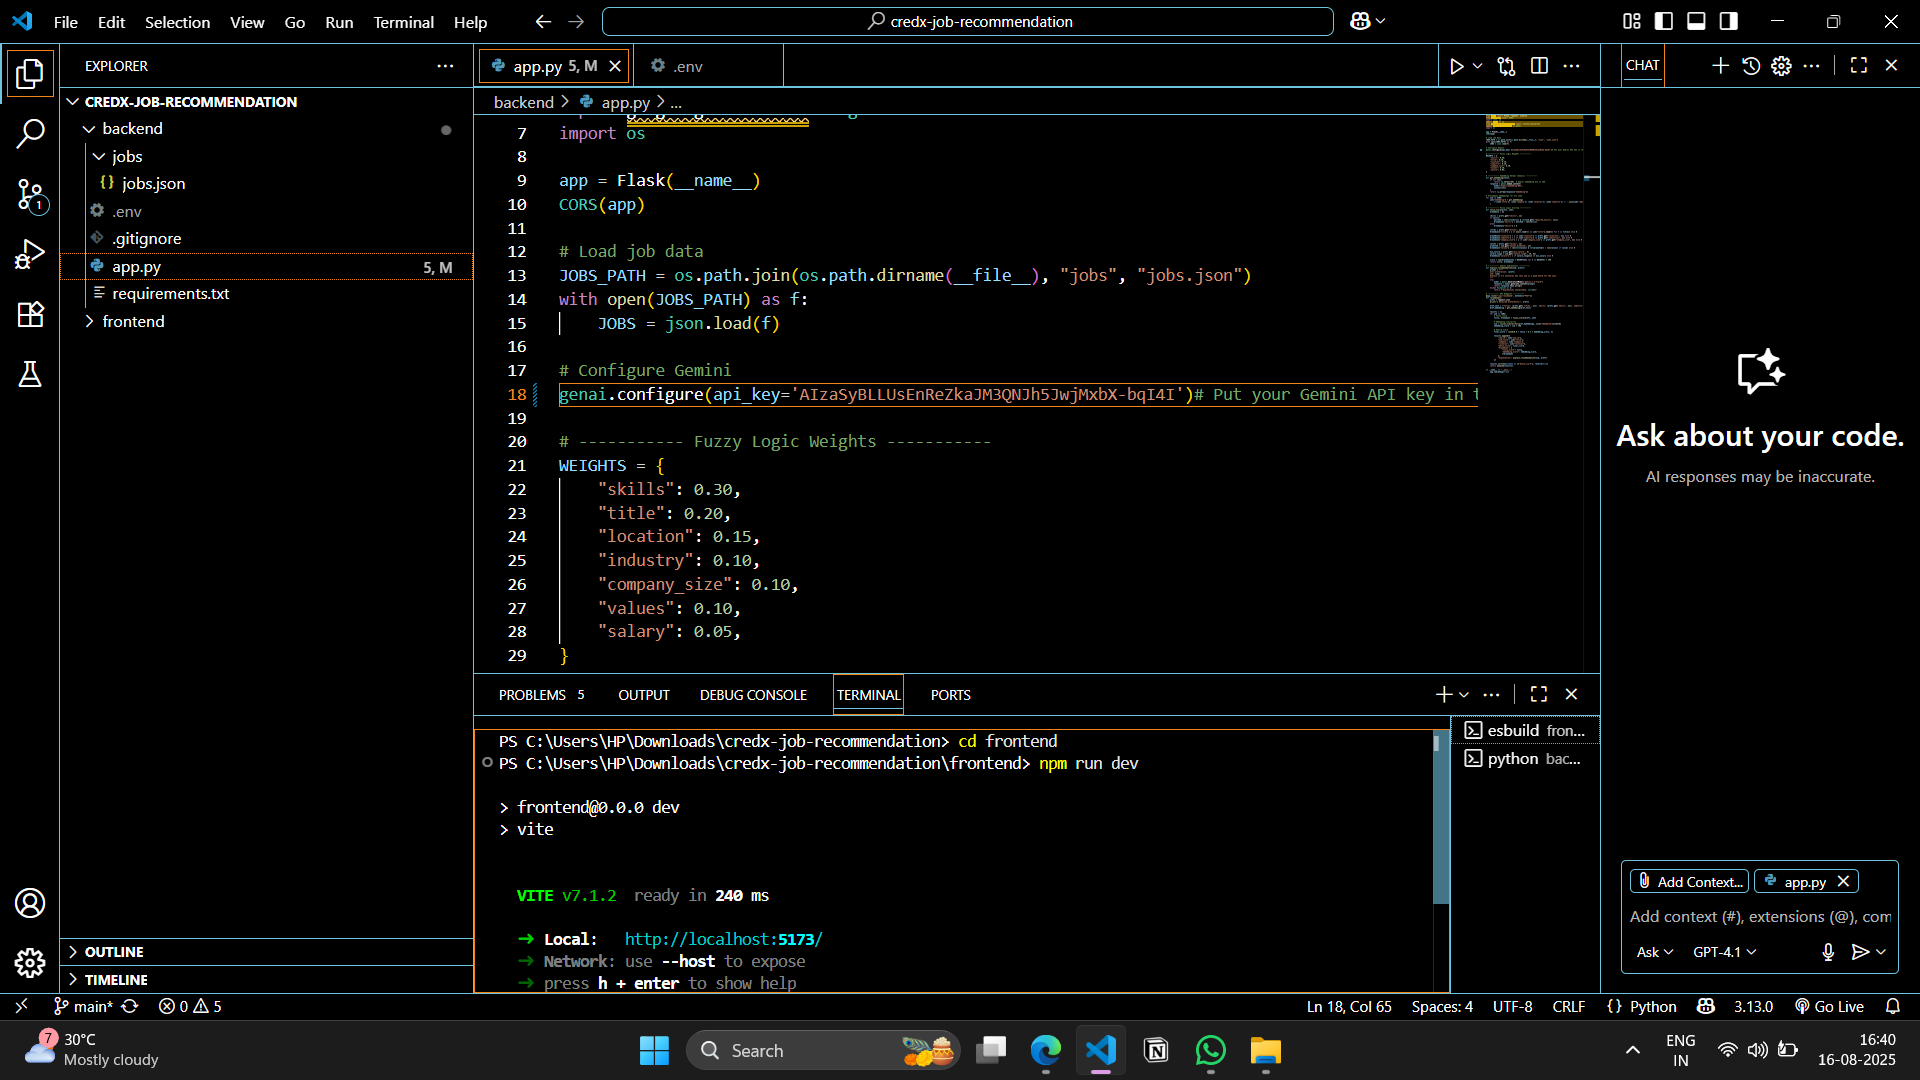 File Edit Selection View Go Run Terminal Help
credx-job-recommendation
EXPLORER
CREDX-JOB-RECOMMENDATION
backend
jobs
jobs.json
.env
.gitignore
app.py 5, M
requirements.txt
frontend
OUTLINE
TIMELINE
1
app.py 5, M
.env
backend > app.py > ...
7 import os
8
9 app = Flask(__name__)
10 CORS(app)
11
12 # Load job data
13 JOBS_PATH = os.path.join(os.path.dirname(__file__), "jobs", "jobs.json")
14 with open(JOBS_PATH) as f:
15 JOBS = json.load(f)
16
17 # Configure Gemini
18 genai.configure(api_key='AIzaSyBLLUsEnReZkaJM3QNJh5JwjMxbX-bqI4I')# Put your Gemini API key in t
19
20 # ----------- Fuzzy Logic Weights -----------
21 WEIGHTS = {
22 "skills": 0.30,
23 "title": 0.20,
24 "location": 0.15,
25 "industry": 0.10,
26 "company_size": 0.10,
27 "values": 0.10,
28 "salary": 0.05,
29 }
PROBLEMS 5 OUTPUT DEBUG CONSOLE TERMINAL PORTS
PS C:\Users\HP\Downloads\credx-job-recommendation> cd frontend
PS C:\Users\HP\Downloads\credx-job-recommendation\frontend> npm run dev
> frontend@0.0.0 dev
> vite
VITE v7.1.2 ready in 240 ms
➜ Local: http://localhost:5173/
➜ Network: use --host to expose
➜ press h + enter to show help
esbuild fron...
python bac...
CHAT
Ask about your code.
AI responses may be inaccurate.
Add Context... app.py
Add context (#), extensions (@), com
Ask GPT-4.1
main* 0 5
Ln 18, Col 65 Spaces: 4 UTF-8 CRLF {} Python 3.13.0 Go Live
7
30°C
Mostly cloudy
Search
ENG
IN
16:40
16-08-2025